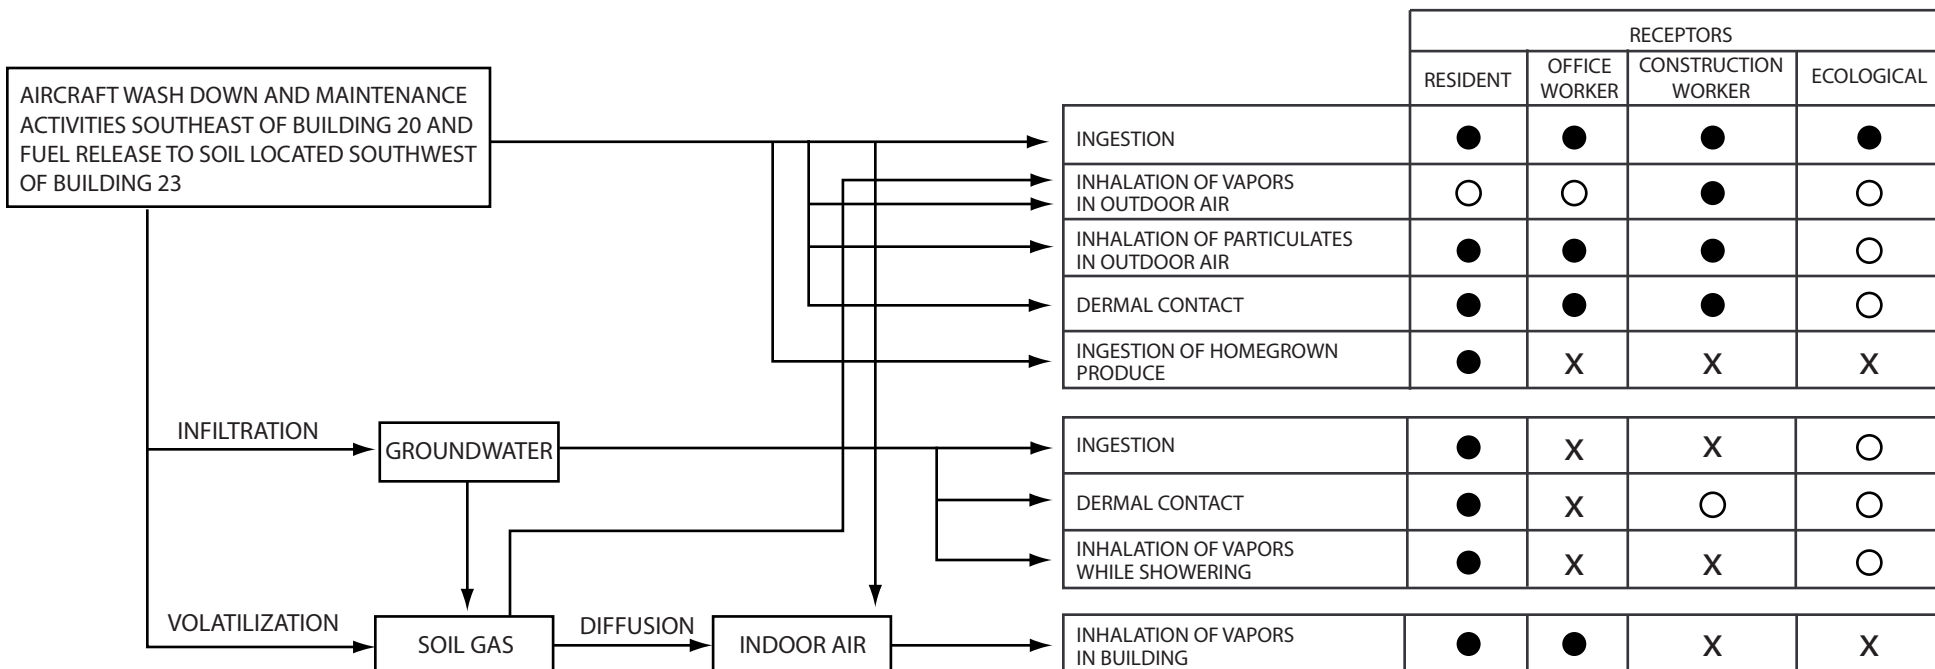 RECEPTORS
RESIDENT
OFFICE
WORKER
CONSTRUCTION
WORKER
ECOLOGICAL
AIRCRAFT WASH DOWN AND MAINTENANCE
ACTIVITIES SOUTHEAST OF BUILDING 20 AND
FUEL RELEASE TO SOIL LOCATED SOUTHWEST
OF BUILDING 23
INGESTION
INHALATION OF VAPORS
IN OUTDOOR AIR
INHALATION OF PARTICULATES
IN OUTDOOR AIR
DERMAL CONTACT
INGESTION OF HOMEGROWN
PRODUCE
X X X
INFILTRATION
GROUNDWATER
INGESTION
X X
DERMAL CONTACT
X
INHALATION OF VAPORS
WHILE SHOWERING
X X
VOLATILIZATION
SOIL GAS
DIFFUSION
INDOOR AIR
INHALATION OF VAPORS
IN BUILDING
X X